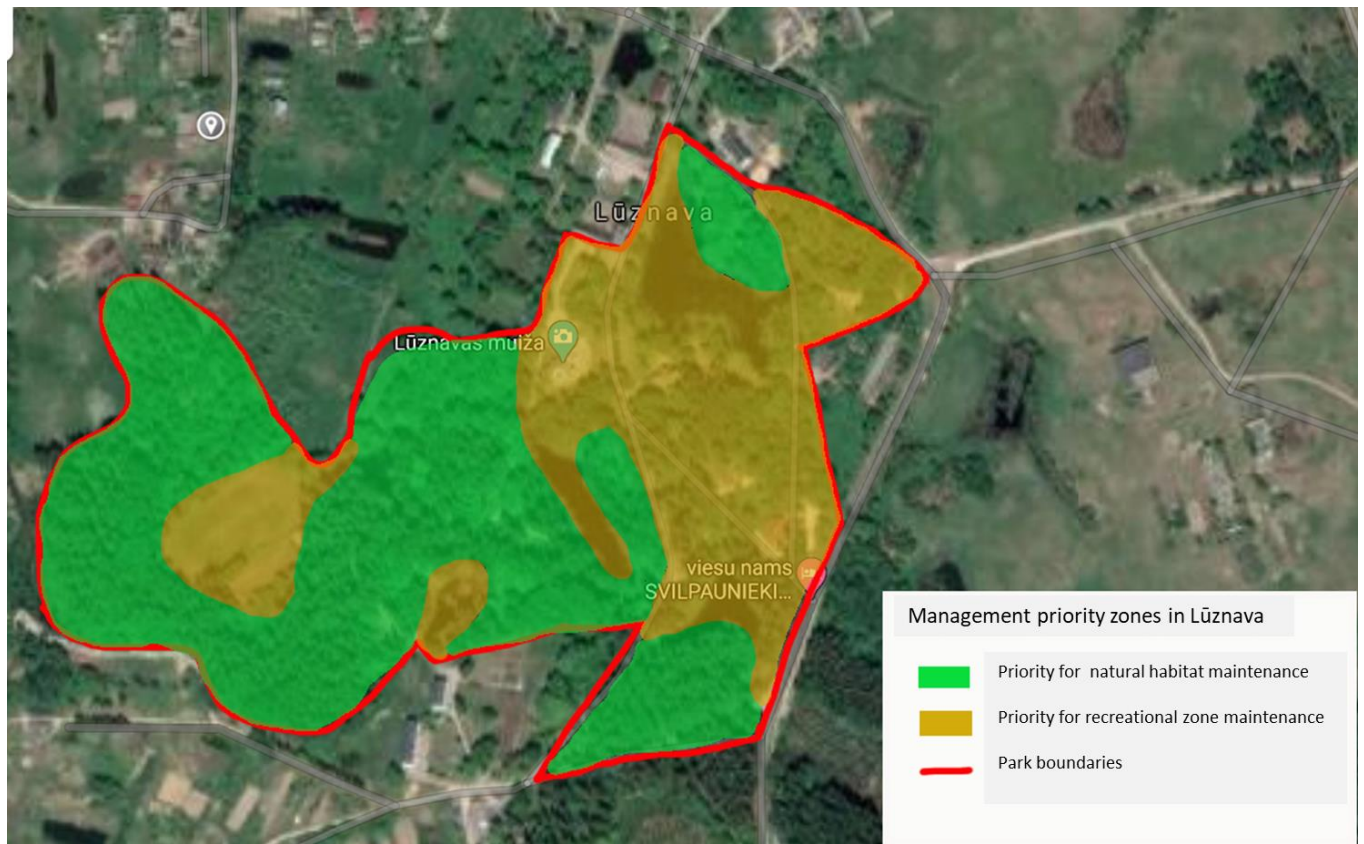 Lūznava
Lūznavas muiža
viesu nams
SVILPAUNIEKI...
Management priority zones in Lūznava
Priority for natural habitat maintenance
Priority for recreational zone maintenance
Park boundaries